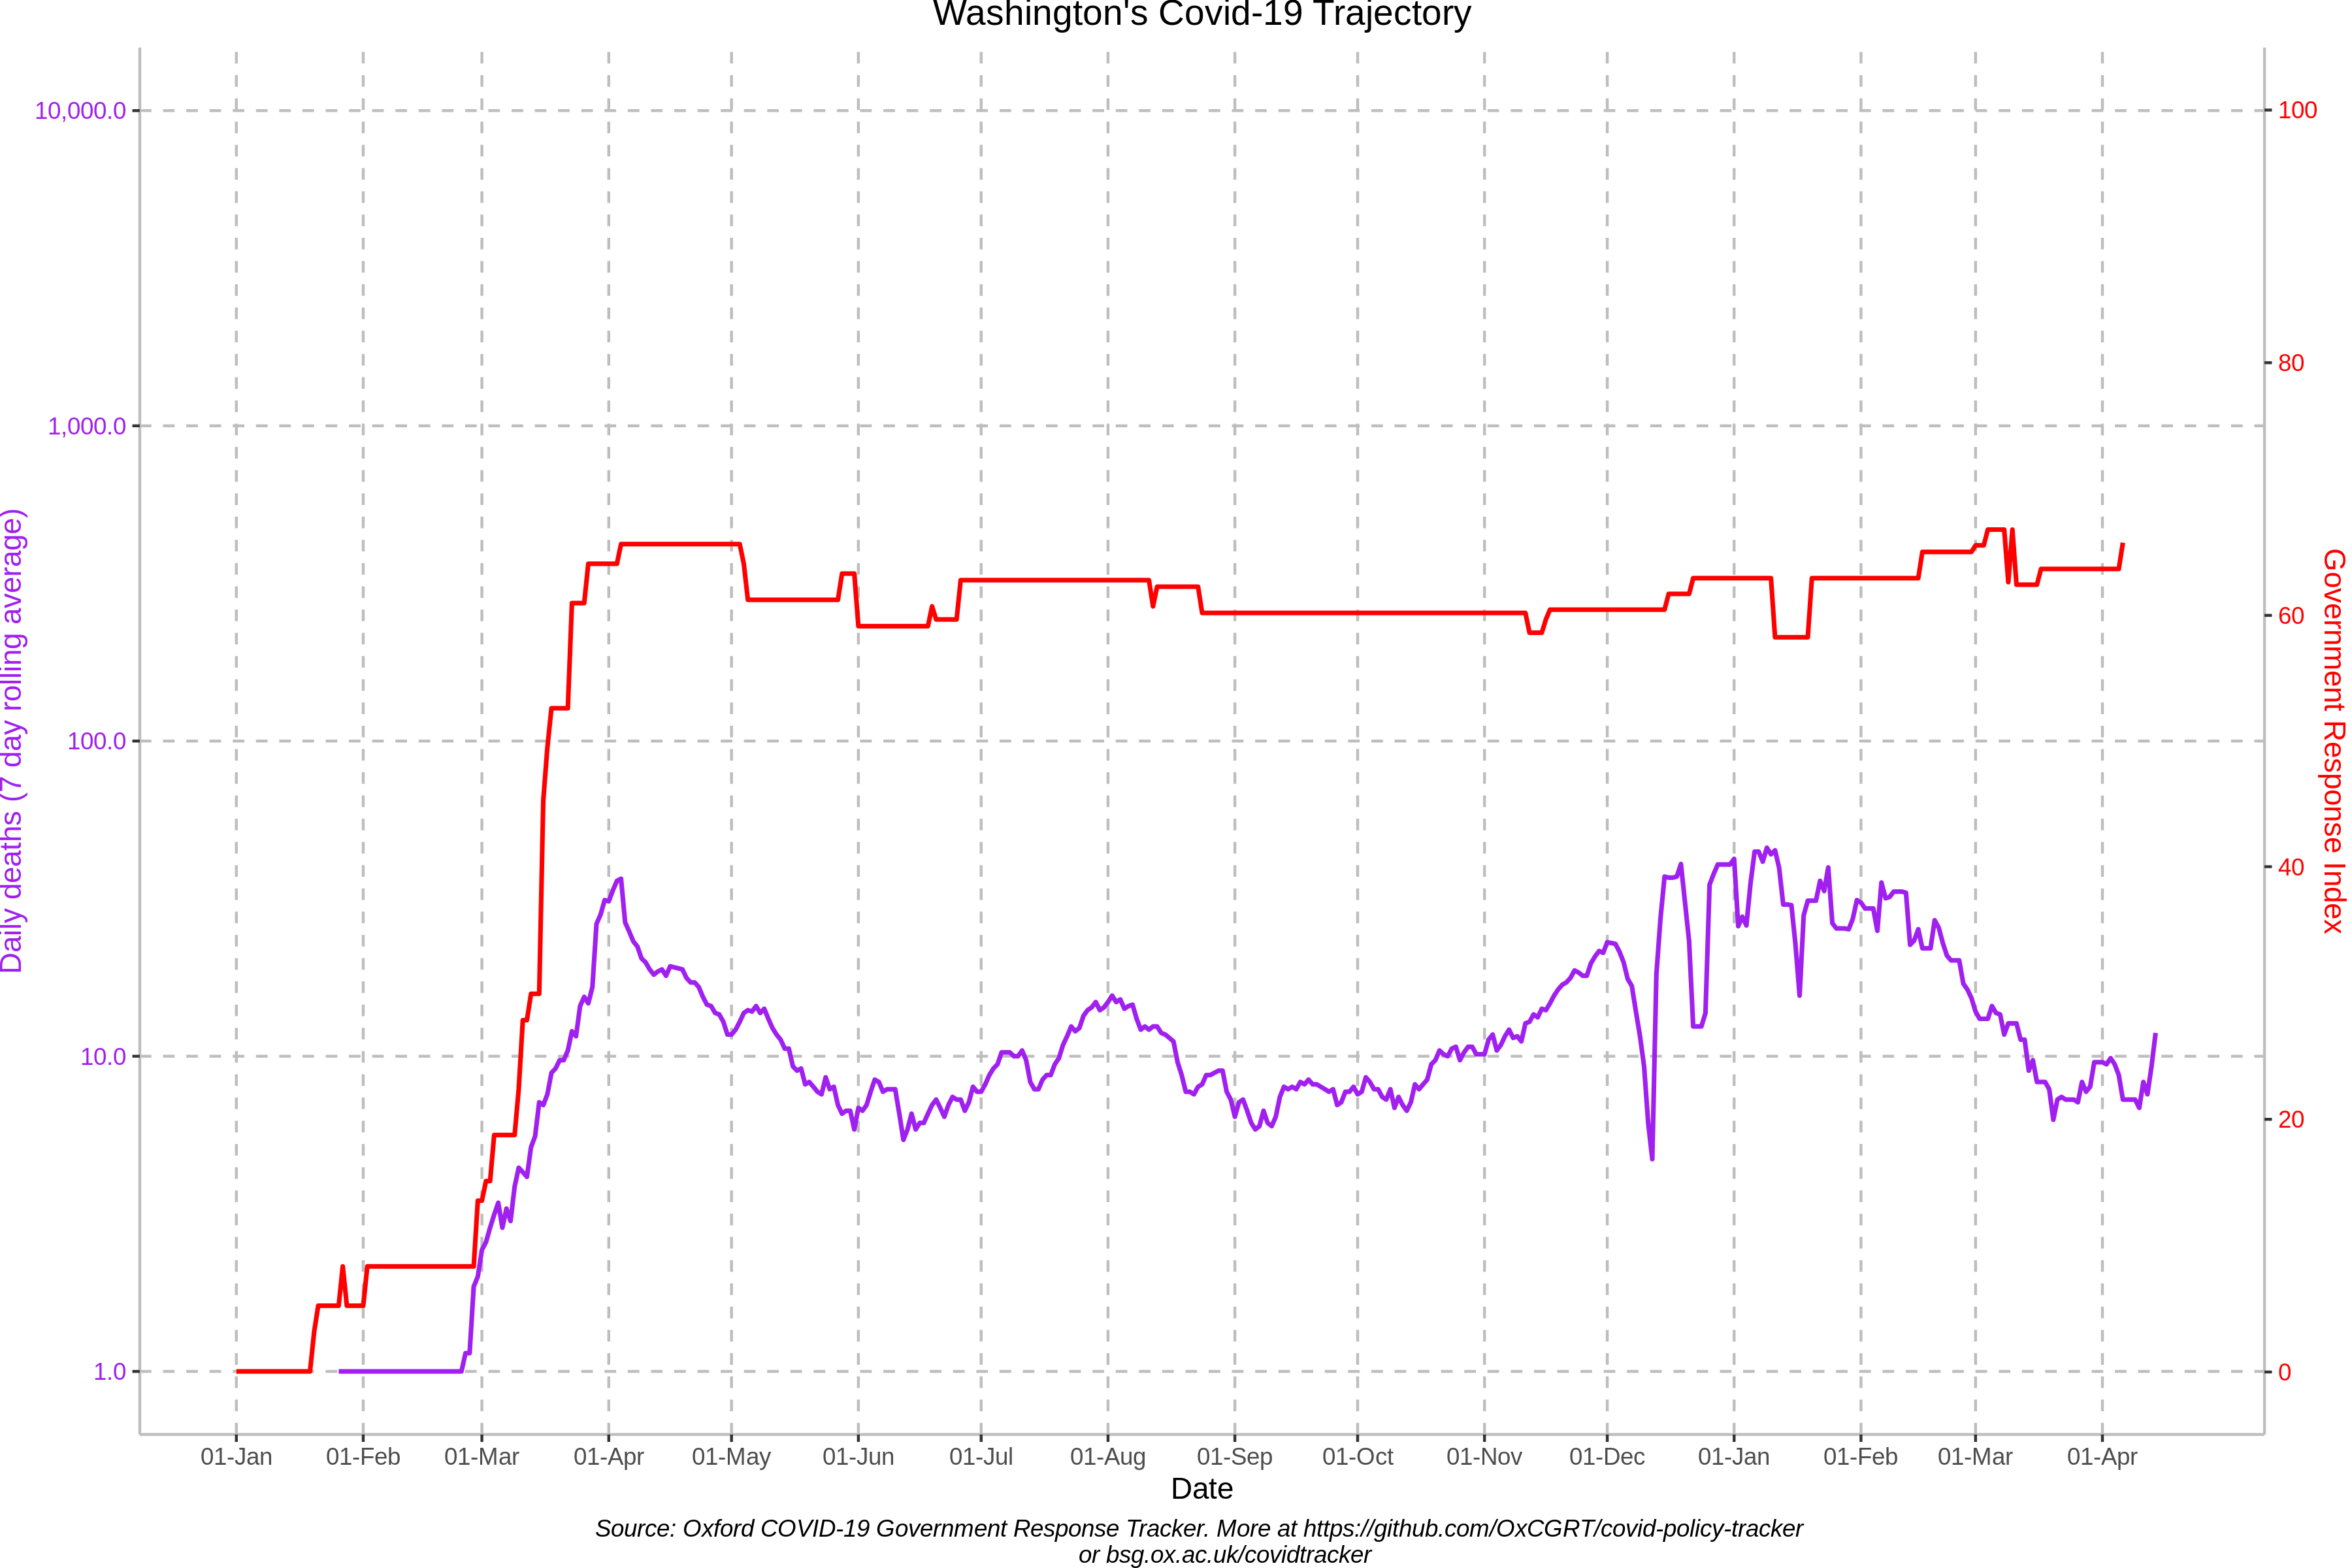 Washington's Covid-19 Trajectory
10,000.0
1,000.0
100.0
10.0
1.0
Daily deaths (7 day rolling average)
100
80
60
40
20
0
Government Response Index
01-Jan 01-Feb 01-Mar 01-Apr 01-May 01-Jun 01-Jul 01-Aug 01-Sep 01-Oct 01-Nov 01-Dec 01-Jan 01-Feb 01-Mar 01-Apr
Date
Source: Oxford COVID-19 Government Response Tracker. More at https://github.com/OxCGRT/covid-policy-tracker
or bsg.ox.ac.uk/covidtracker